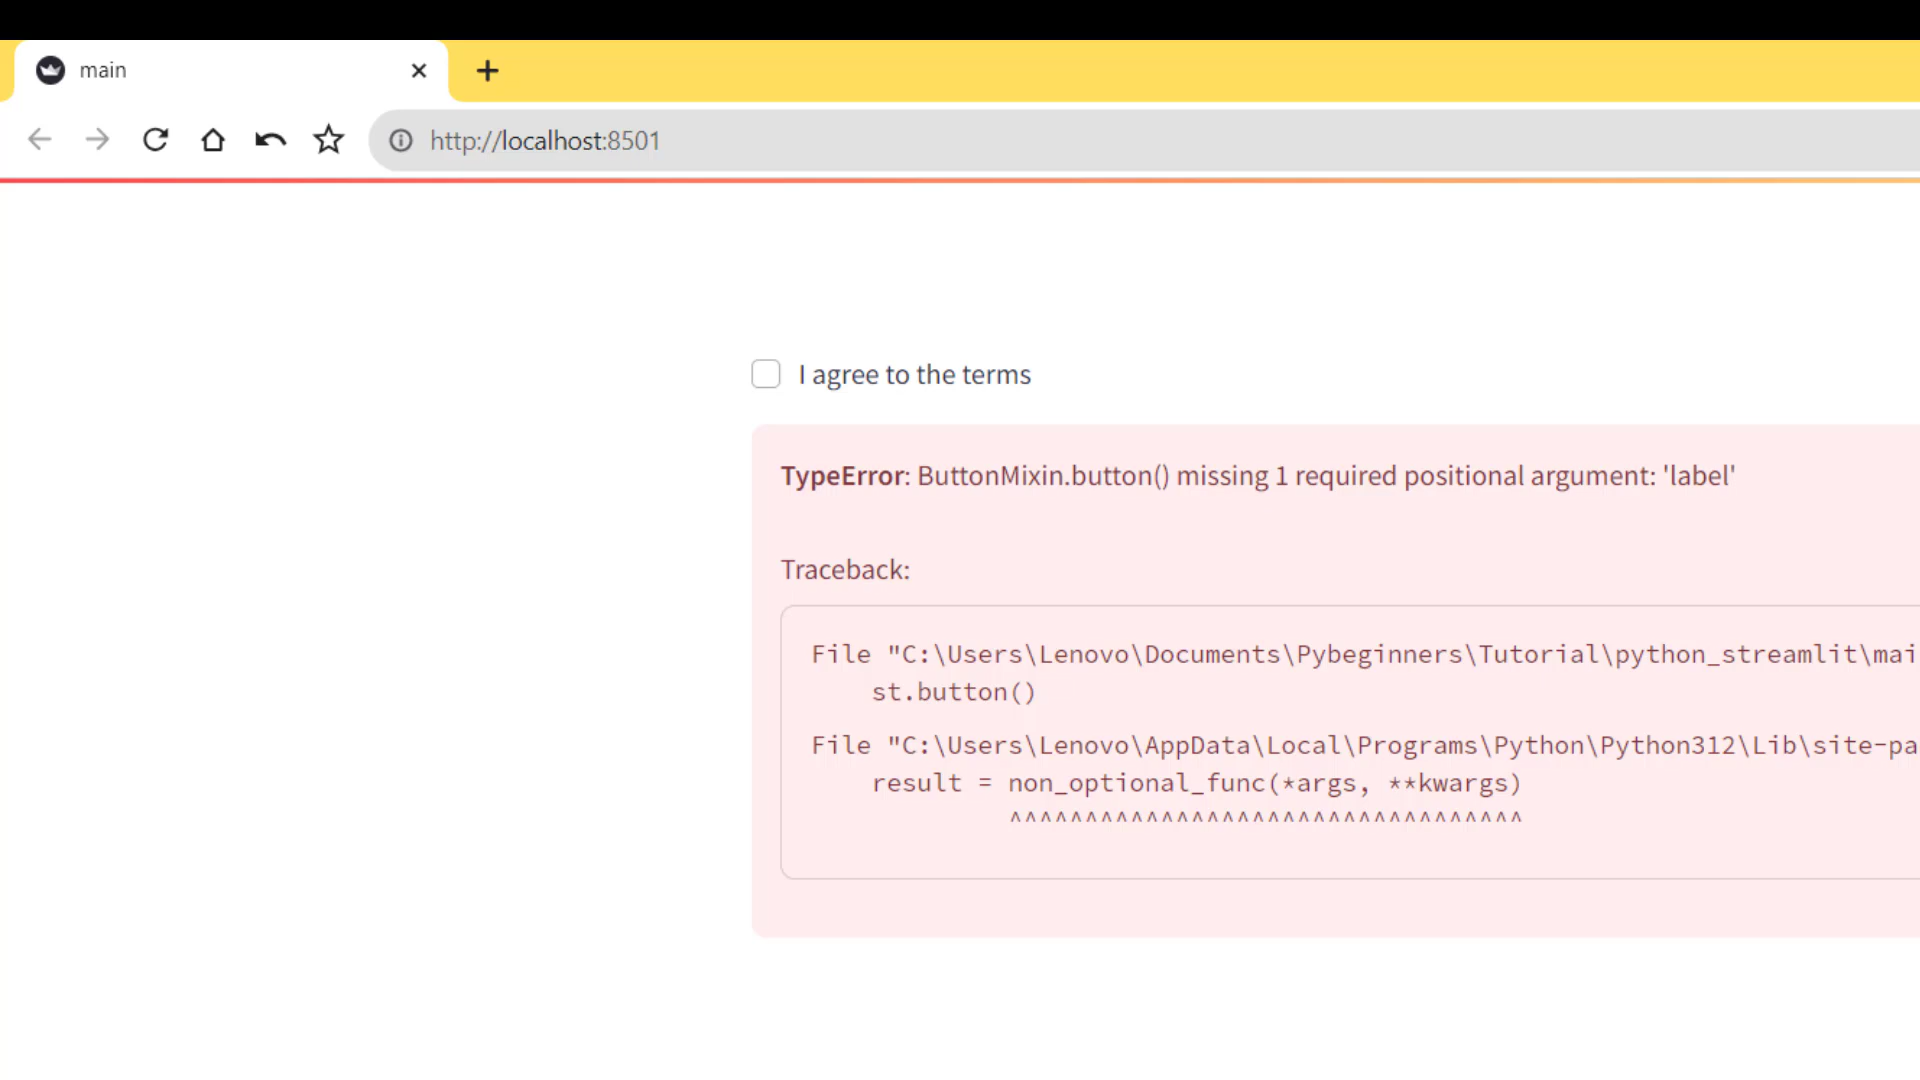 main
http://localhost:8501
I agree to the terms
TypeError: ButtonMixin.button() missing 1 required positional argument: 'label'
Traceback:
File "C:\Users\Lenovo\Documents\Pybeginners\Tutorial\python_streamlit\mai
st.button()
File "C:\Users\Lenovo\AppData\Local\Programs\Python\Python312\Lib\site-pa
result = non_optional_func(*args, **kwargs)
^^^^^^^^^^^^^^^^^^^^^^^^^^^^^^^^^^